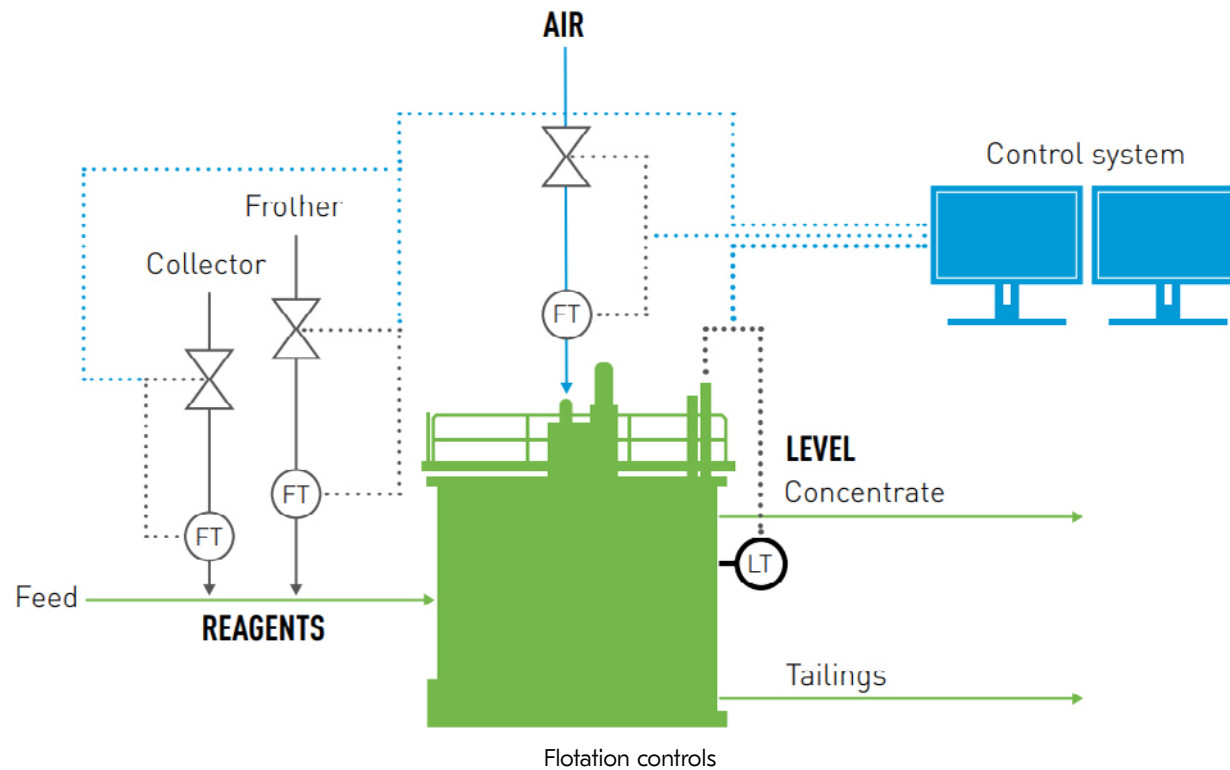 AIR
Control system
Frother
Collector
FT
LEVEL
Concentrate
FT
FT
LT
Feed
REAGENTS
Tailings
Flotation controls